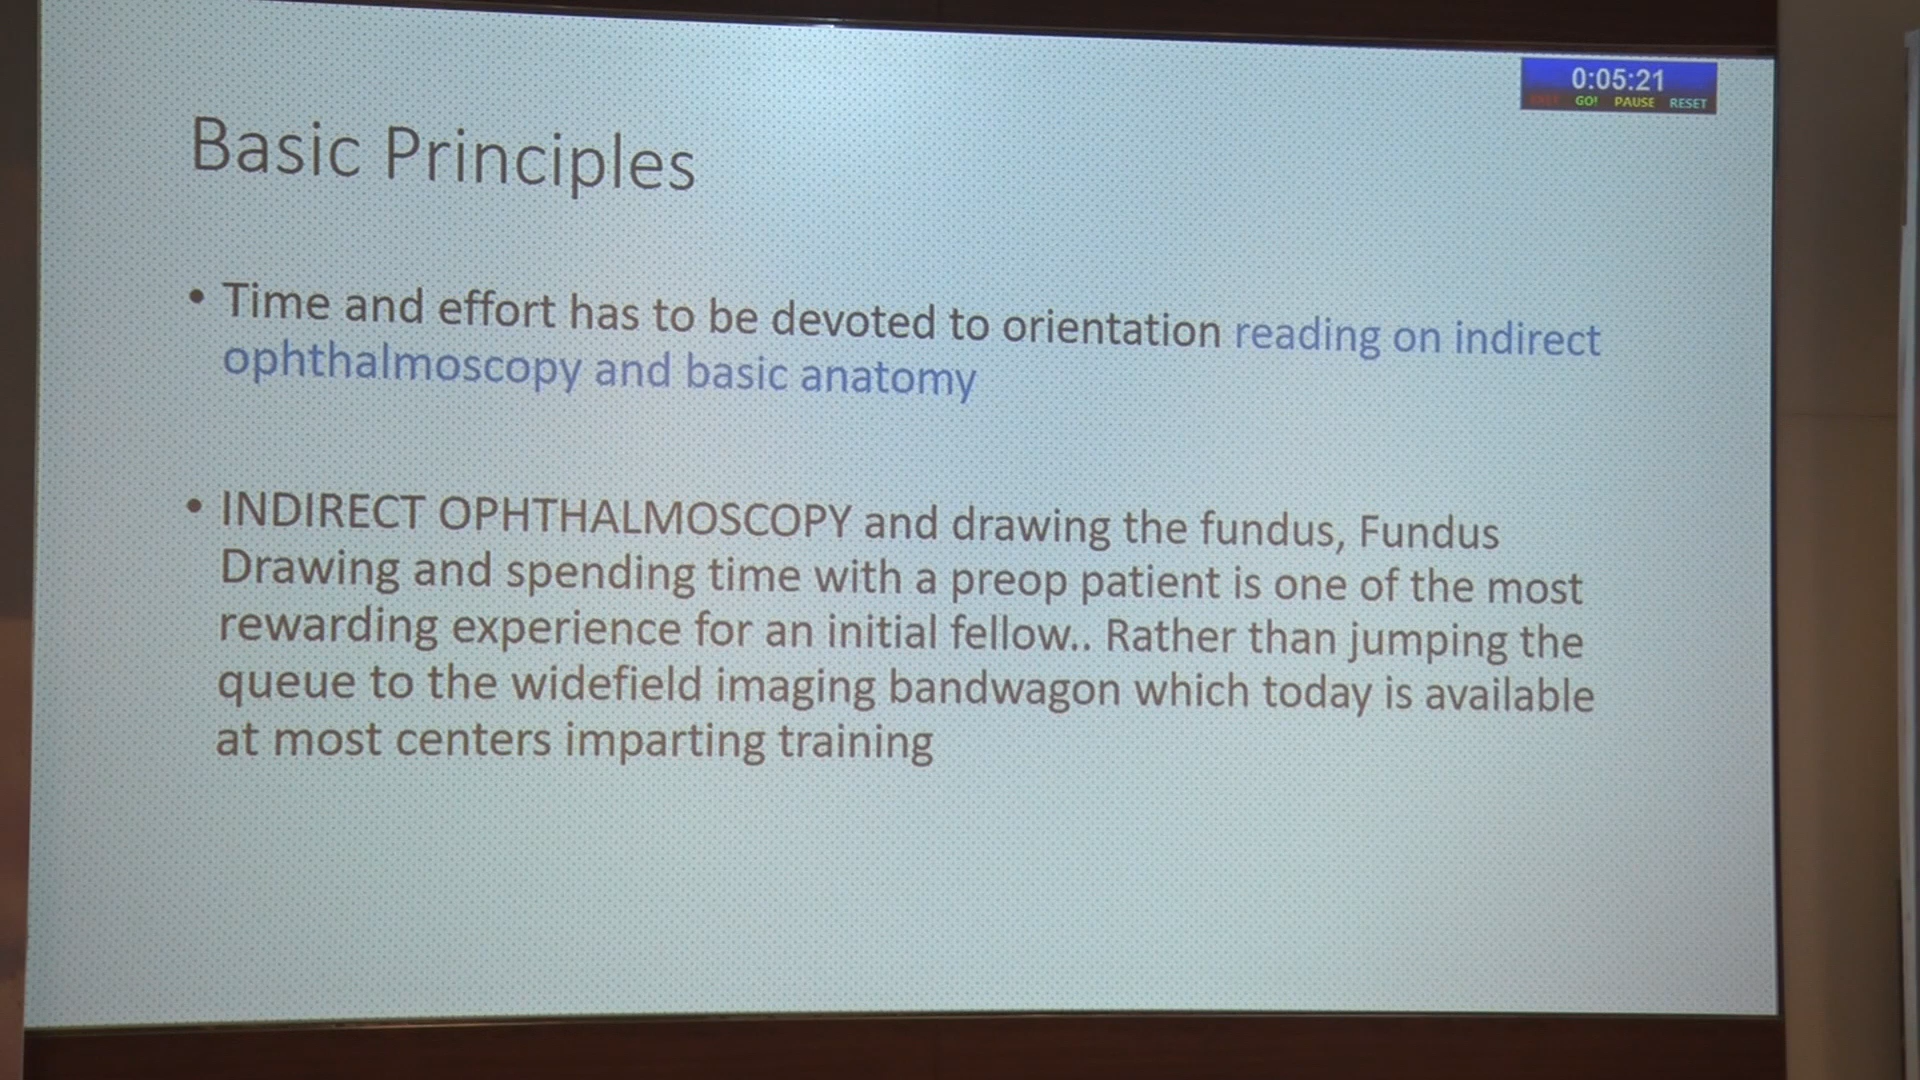 0:05:21
GO! PAUSE RESET
Basic Principles
• Time and effort has to be devoted to orientation reading on indirect
ophthalmoscopy and basic anatomy
• INDIRECT OPHTHALMOSCOPY and drawing the fundus, Fundus
Drawing and spending time with a preop patient is one of the most
rewarding experience for an initial fellow.. Rather than jumping the
queue to the widefield imaging bandwagon which today is available
at most centers imparting training